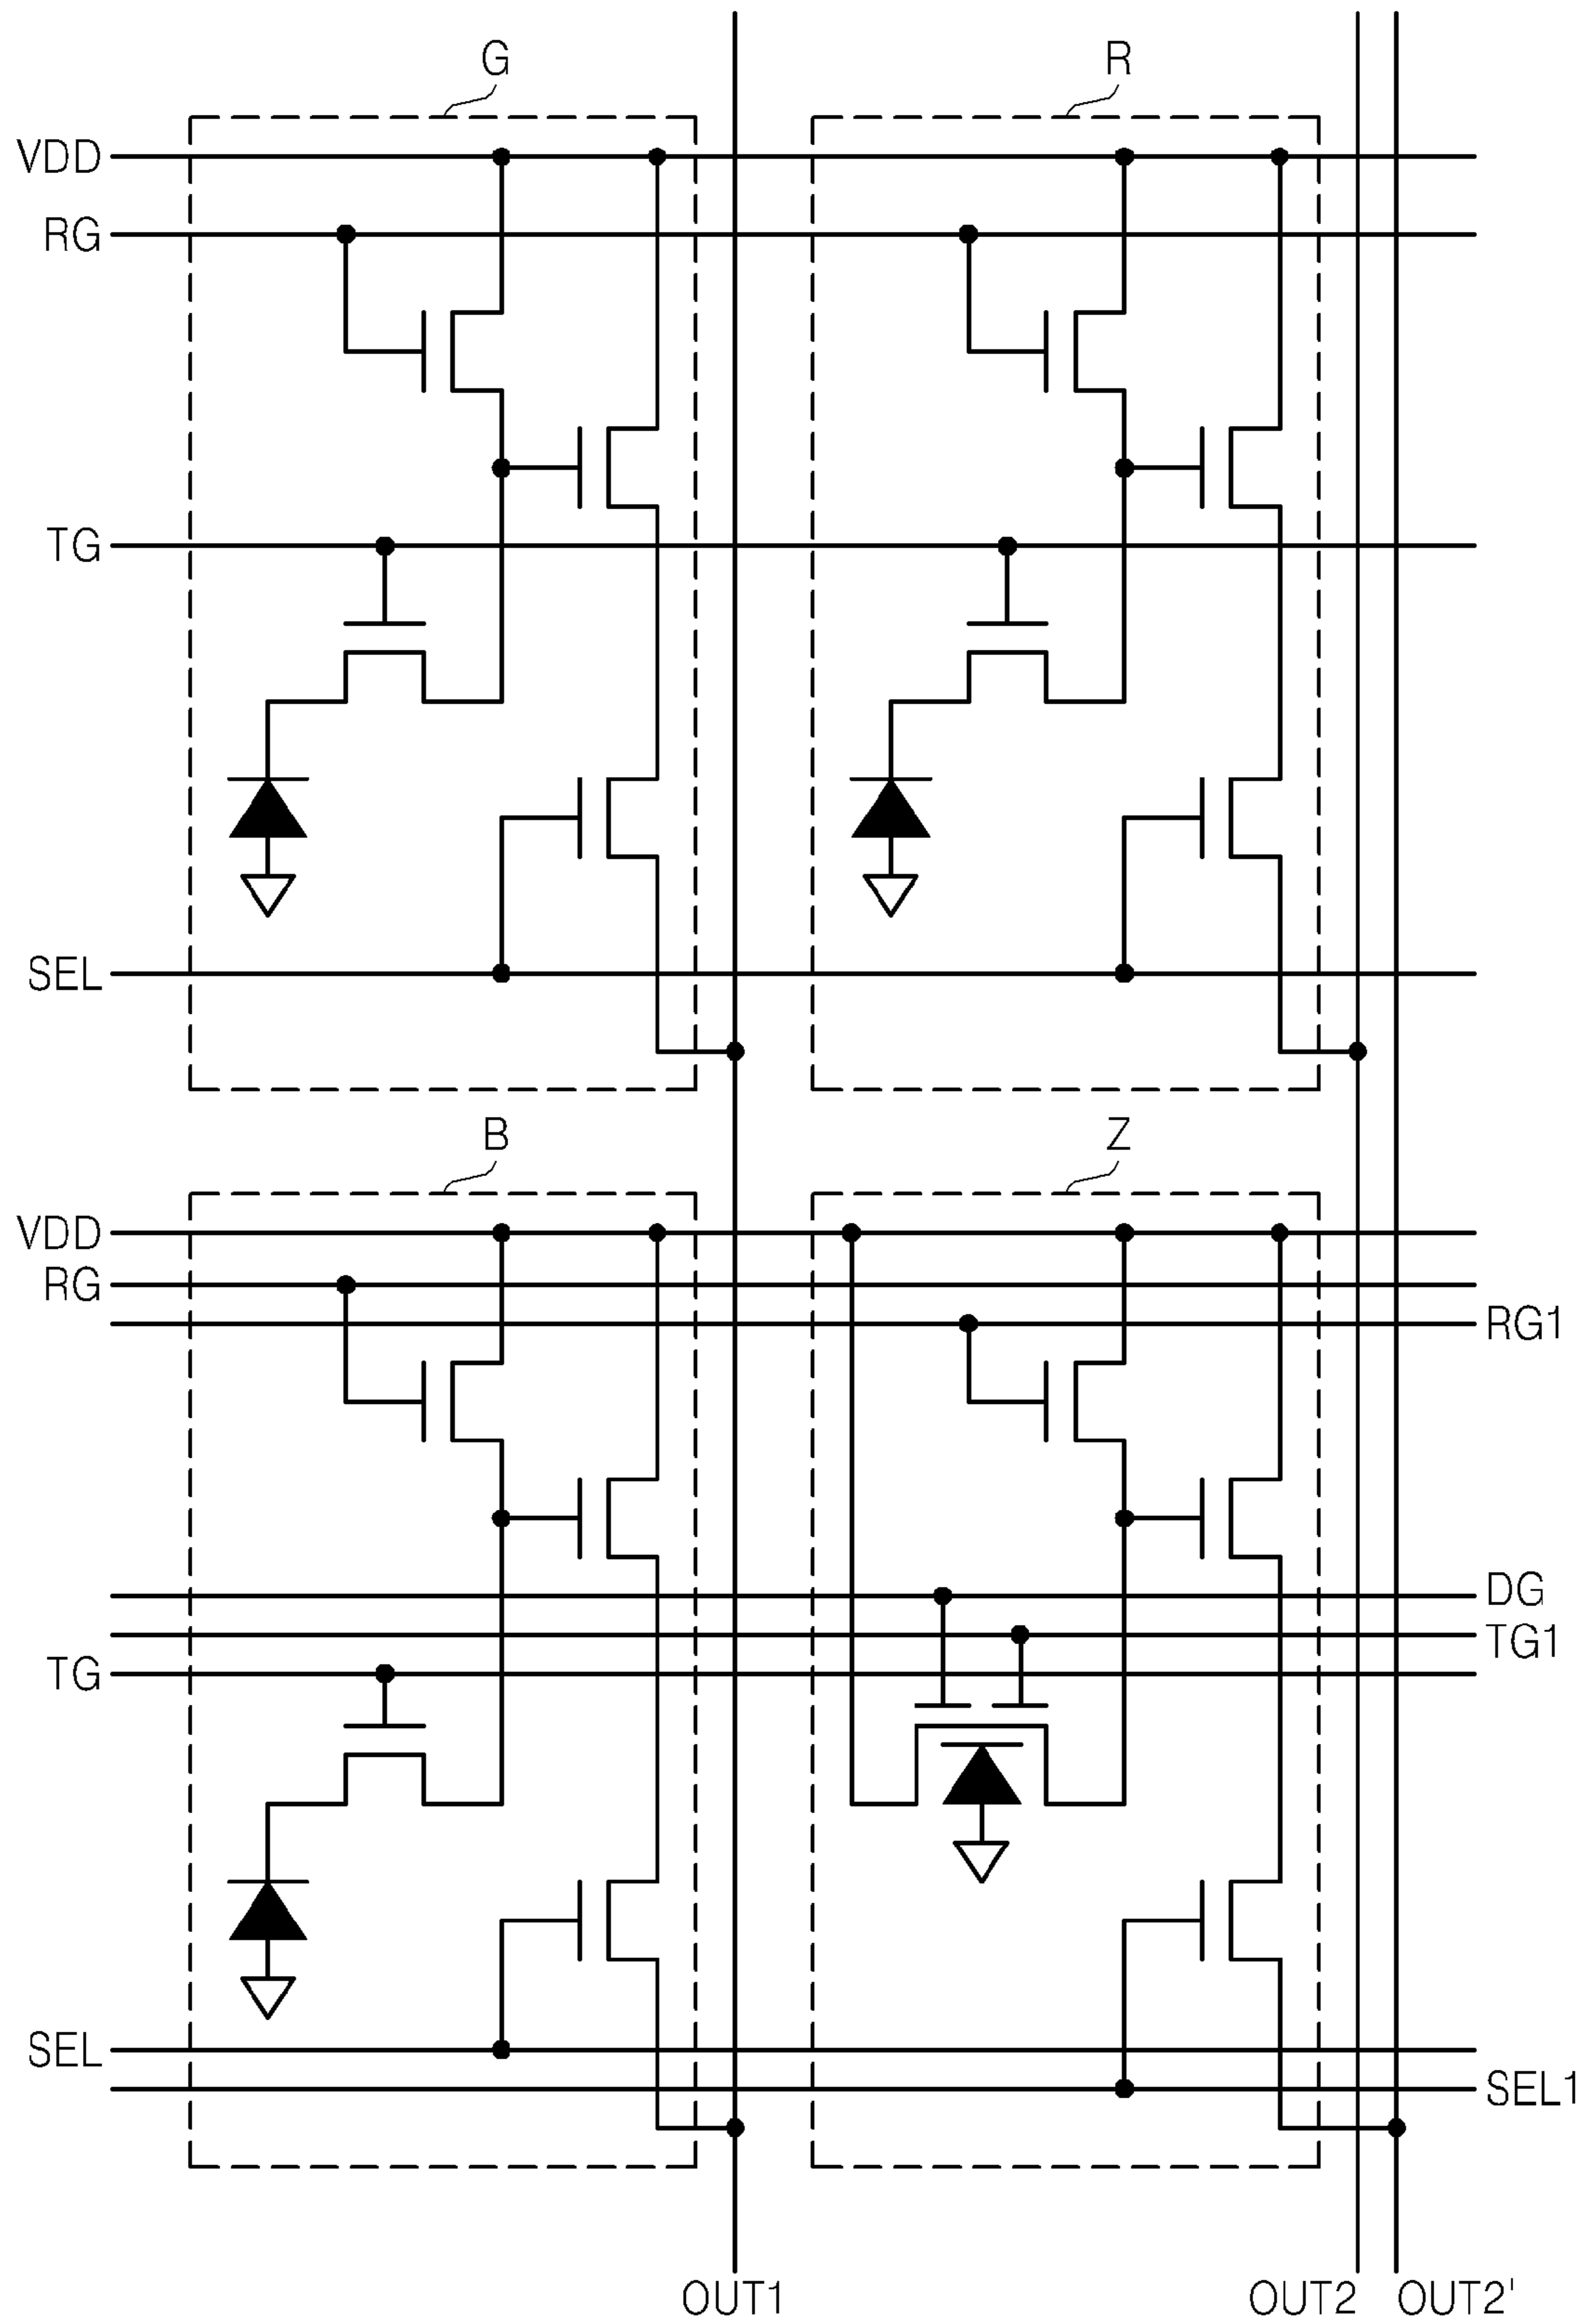 G R
VDD
RG
TG
SEL
B Z
VDD
RG
RG1
DG
TG1
TG
SEL
SEL1
OUT1 OUT2 OUT2'